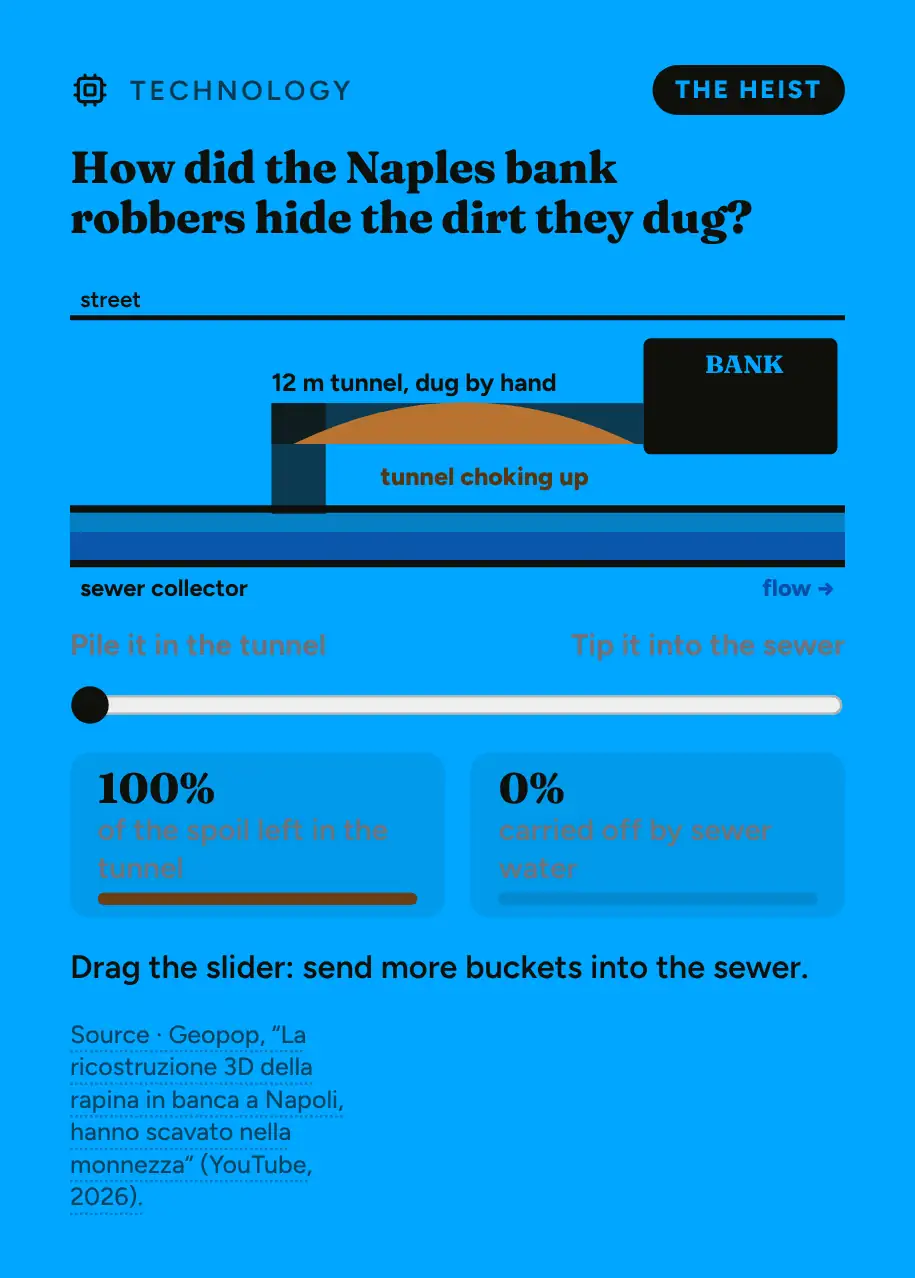 TECHNOLOGY
THE HEIST
How did the Naples bank
robbers hide the dirt they dug?
street
BANK
12 m tunnel, dug by hand
tunnel choking up
sewer collector
flow →
Pile it in the tunnel
Tip it into the sewer
100%
of the spoil left in the
tunnel
0%
carried off by sewer
water
Drag the slider: send more buckets into the sewer.
Source · Geopop, “La
ricostruzione 3D della
rapina in banca a Napoli,
hanno scavato nella
monnezza” (YouTube,
2026).